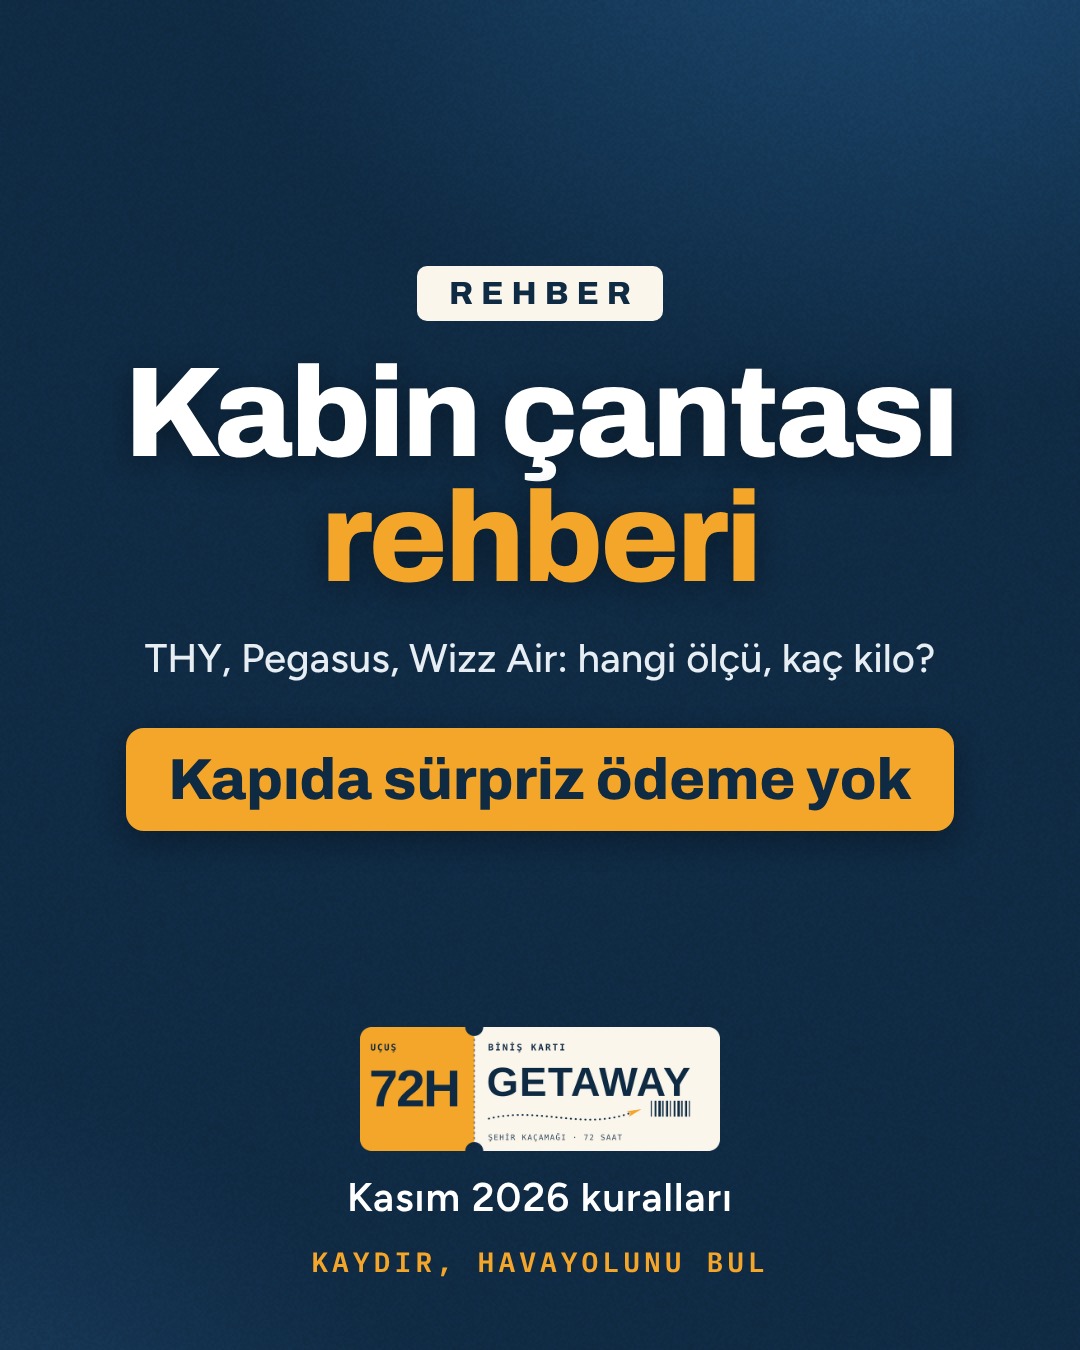 REHBER
Kabin çantası
rehberi
THY, Pegasus, Wizz Air: hangi ölçü, kaç kilo?
Kapıda sürpriz ödeme yok
UÇUŞ
72H
BİNİŞ KARTI
GETAWAY
ŞEHİR KAÇAMAĞI · 72 SAAT
Kasım 2026 kuralları
KAYDIR, HAVAYOLUNU BUL